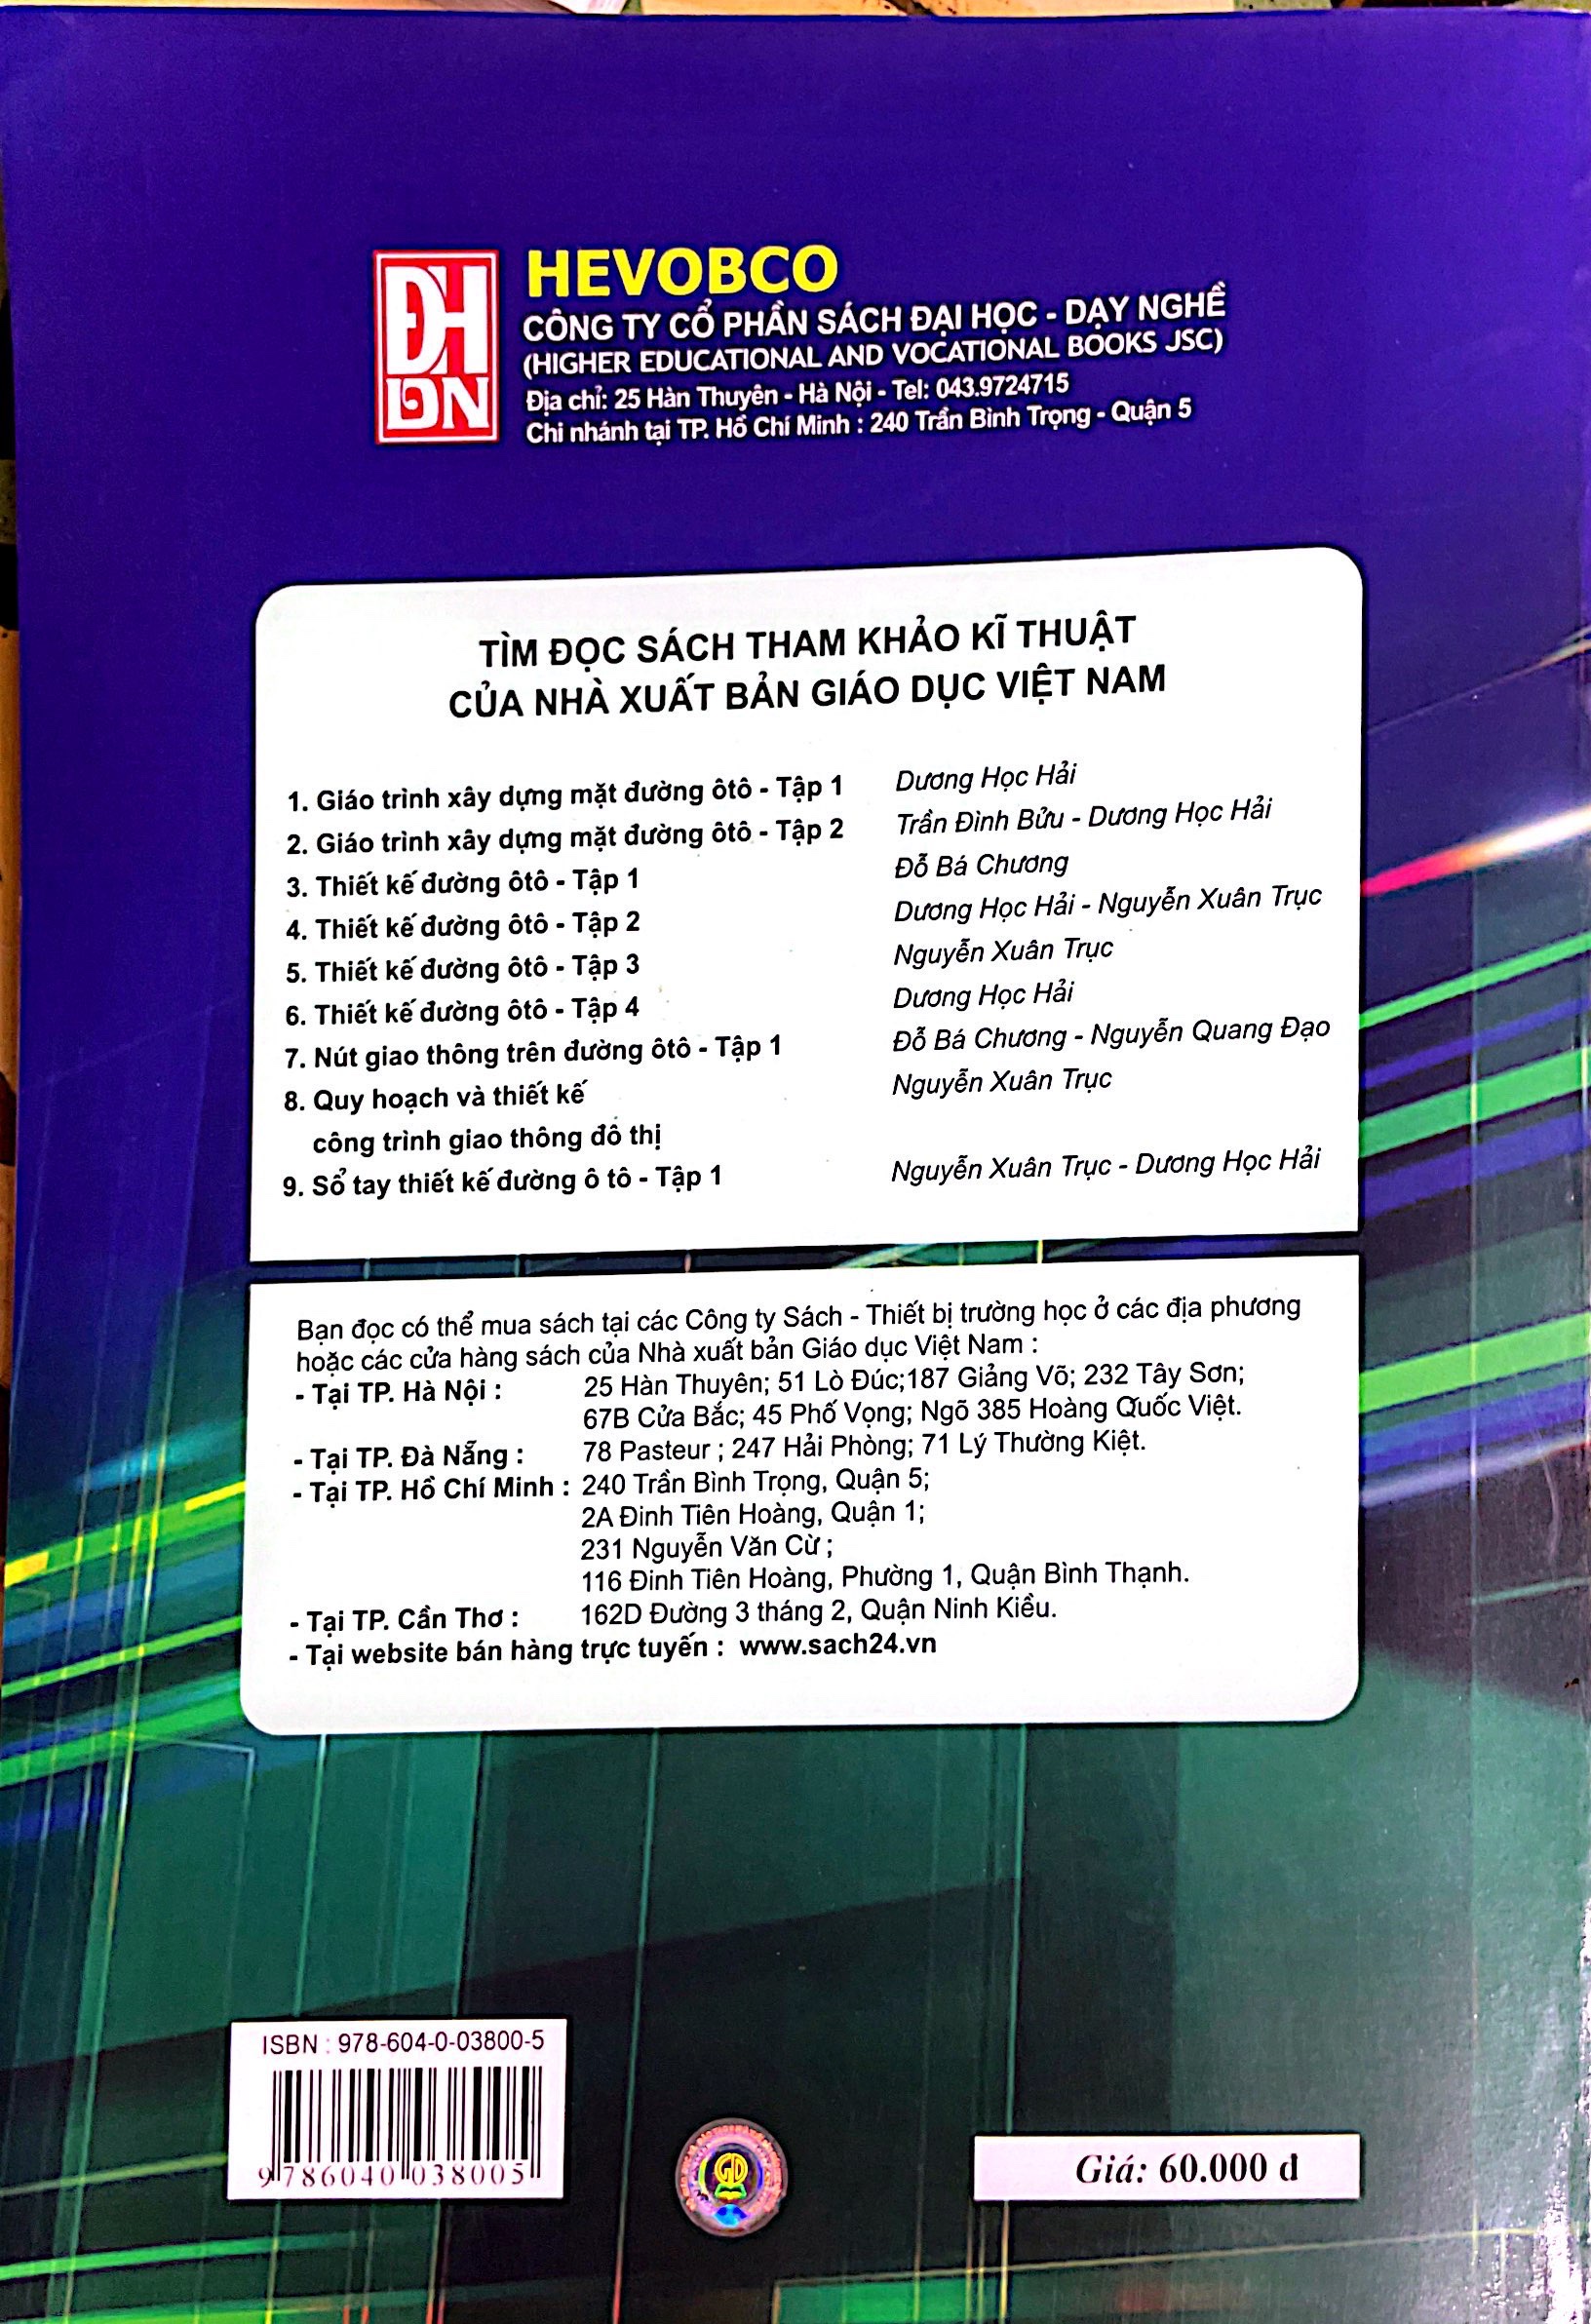 ĐH
DN
HEVOBCO
CÔNG TY CỔ PHẦN SÁCH ĐẠI HỌC - DẠY NGHỀ
(HIGHER EDUCATIONAL AND VOCATIONAL BOOKS JSC)
Địa chỉ: 25 Hàn Thuyên - Hà Nội - Tel: 043.9724715
Chi nhánh tại TP. Hồ Chí Minh : 240 Trần Bình Trọng - Quận 5
TÌM ĐỌC SÁCH THAM KHẢO KĨ THUẬT
CỦA NHÀ XUẤT BẢN GIÁO DỤC VIỆT NAM
1. Giáo trình xây dựng mặt đường ôtô - Tập 1 Dương Học Hải
2. Giáo trình xây dựng mặt đường ôtô - Tập 2 Trần Đình Bửu - Dương Học Hải
3. Thiết kế đường ôtô - Tập 1 Đỗ Bá Chương
4. Thiết kế đường ôtô - Tập 2 Dương Học Hải - Nguyễn Xuân Trục
5. Thiết kế đường ôtô - Tập 3 Nguyễn Xuân Trục
6. Thiết kế đường ôtô - Tập 4 Dương Học Hải
7. Nút giao thông trên đường ôtô - Tập 1 Đỗ Bá Chương - Nguyễn Quang Đạo
8. Quy hoạch và thiết kế Nguyễn Xuân Trục
công trình giao thông đô thị
9. Sổ tay thiết kế đường ô tô - Tập 1 Nguyễn Xuân Trục - Dương Học Hải
Bạn đọc có thể mua sách tại các Công ty Sách - Thiết bị trường học ở các địa phương
hoặc các cửa hàng sách của Nhà xuất bản Giáo dục Việt Nam :
- Tại TP. Hà Nội : 25 Hàn Thuyên; 51 Lò Đúc;187 Giảng Võ; 232 Tây Sơn;
67B Cửa Bắc; 45 Phố Vọng; Ngõ 385 Hoàng Quốc Việt.
- Tại TP. Đà Nẵng : 78 Pasteur ; 247 Hải Phòng; 71 Lý Thường Kiệt.
- Tại TP. Hồ Chí Minh : 240 Trần Bình Trọng, Quận 5;
2A Đinh Tiên Hoàng, Quận 1;
231 Nguyễn Văn Cừ ;
116 Đinh Tiên Hoàng, Phường 1, Quận Bình Thạnh.
- Tại TP. Cần Thơ : 162D Đường 3 tháng 2, Quận Ninh Kiều.
- Tại website bán hàng trực tuyến : www.sach24.vn
ISBN : 978-604-0-03800-5
9 786040 038005
GD
Giá: 60.000 đ